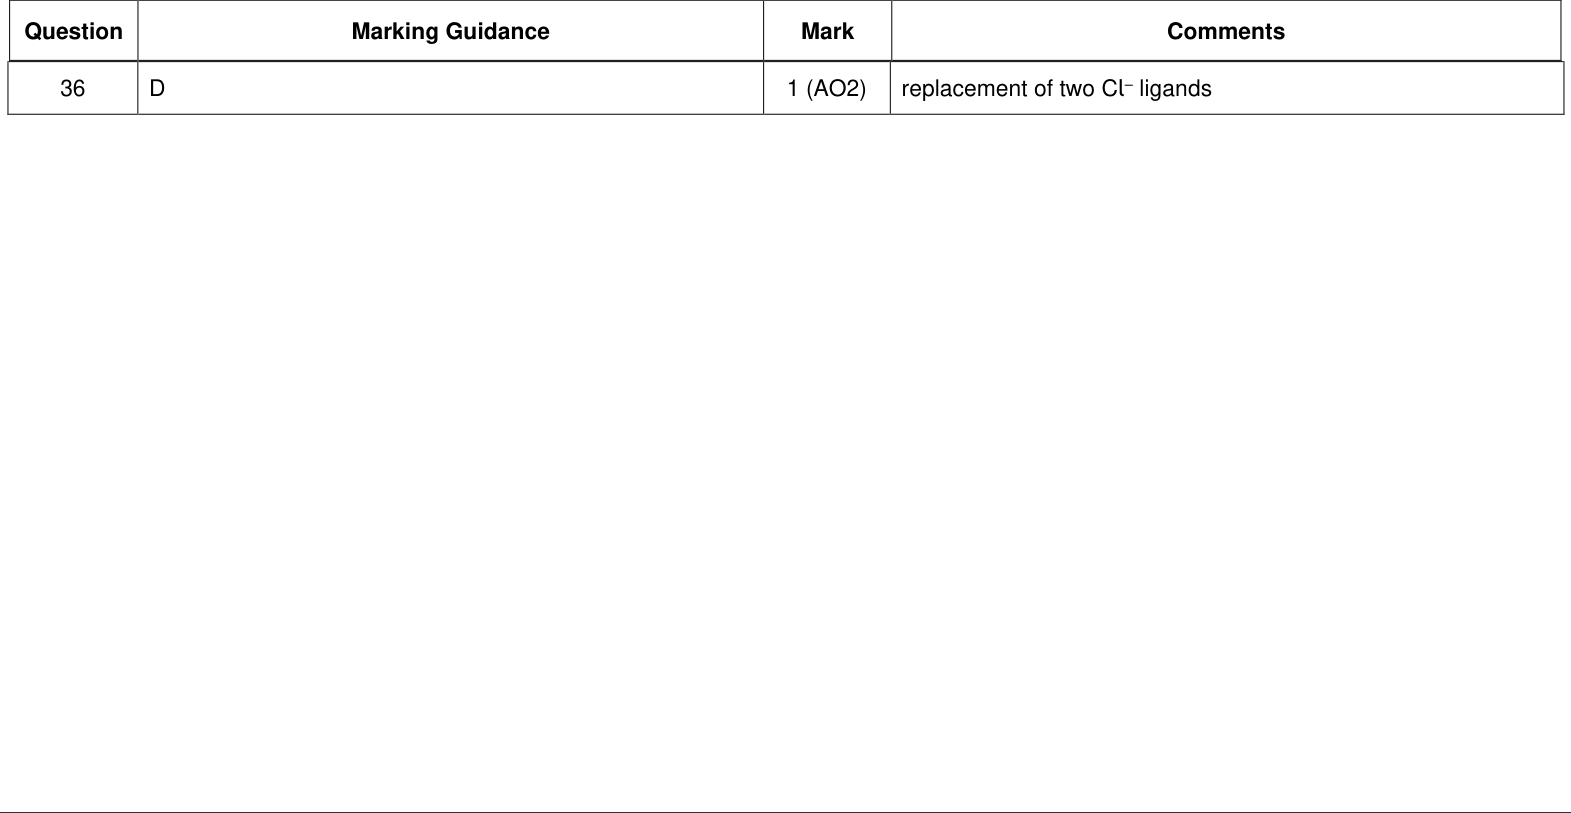 Question Marking Guidance Mark Comments
36 D 1 (AO2) replacement of two Cl⁻ ligands